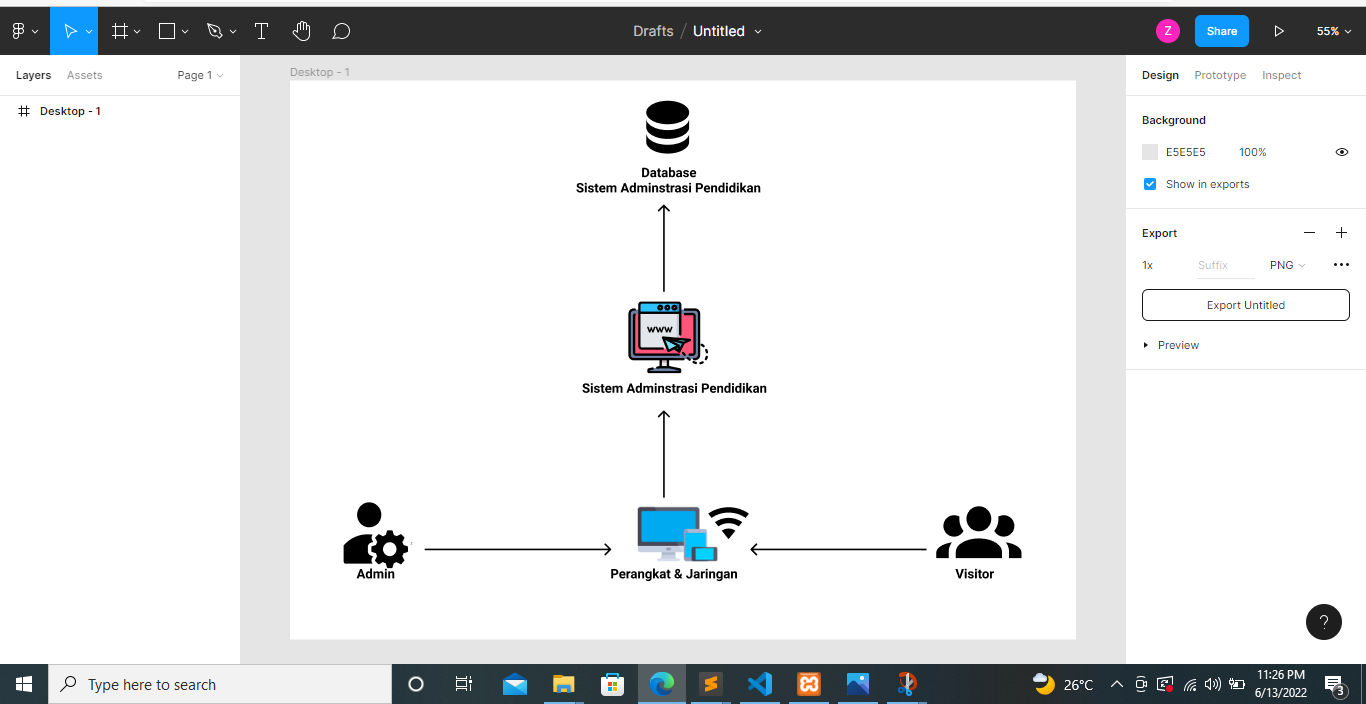 Drafts / Untitled
Z
Share
55%
Layers
Assets
Page 1
Desktop - 1
Desktop - 1
Database
Sistem Adminstrasi Pendidikan
WWW
Sistem Adminstrasi Pendidikan
Admin
Perangkat & Jaringan
Visitor
Design
Prototype
Inspect
Background
E5E5E5
100%
Show in exports
Export
1x
Suffix
PNG
Export Untitled
Preview
?
Type here to search
26°C
11:26 PM
6/13/2022
3